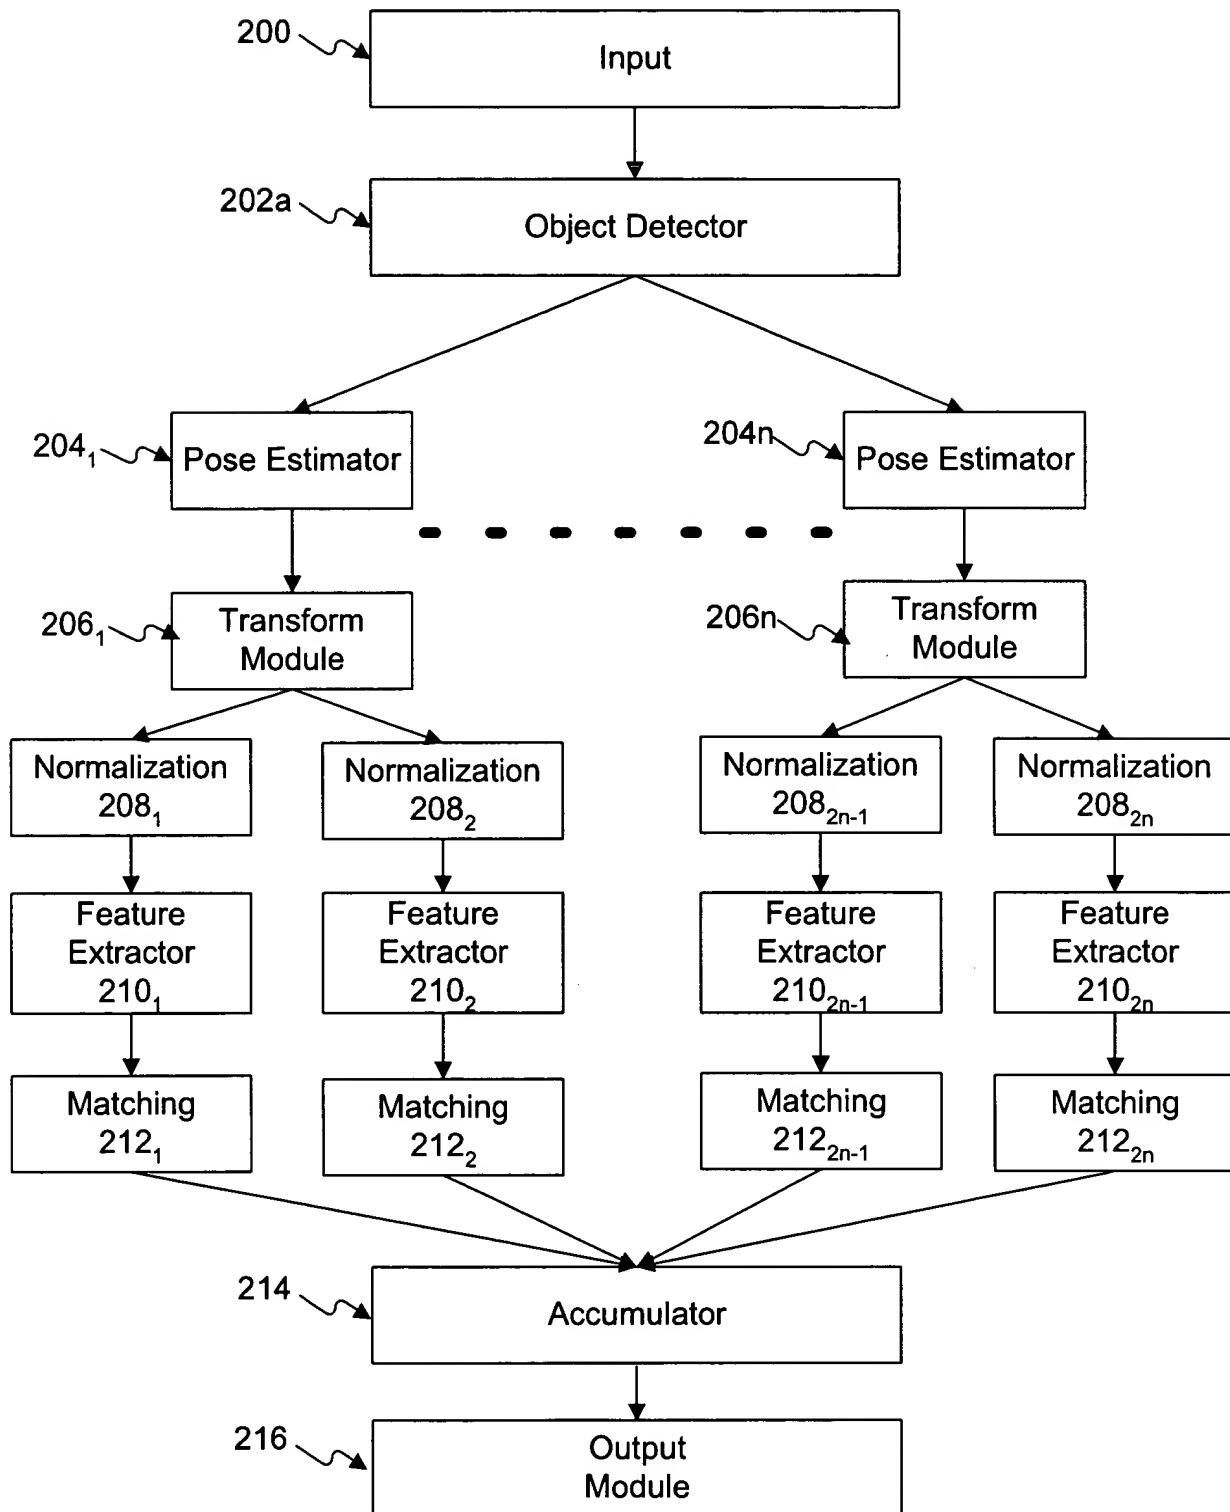 200
Input
202a
Object Detector
204₁
Pose Estimator
204n
Pose Estimator
206₁
Transform
Module
206n
Transform
Module
Normalization
208₁
Normalization
208₂
Normalization
208₂ₙ₋₁
Normalization
208₂ₙ
Feature
Extractor
210₁
Feature
Extractor
210₂
Feature
Extractor
210₂ₙ₋₁
Feature
Extractor
210₂ₙ
Matching
212₁
Matching
212₂
Matching
212₂ₙ₋₁
Matching
212₂ₙ
214
Accumulator
216
Output
Module